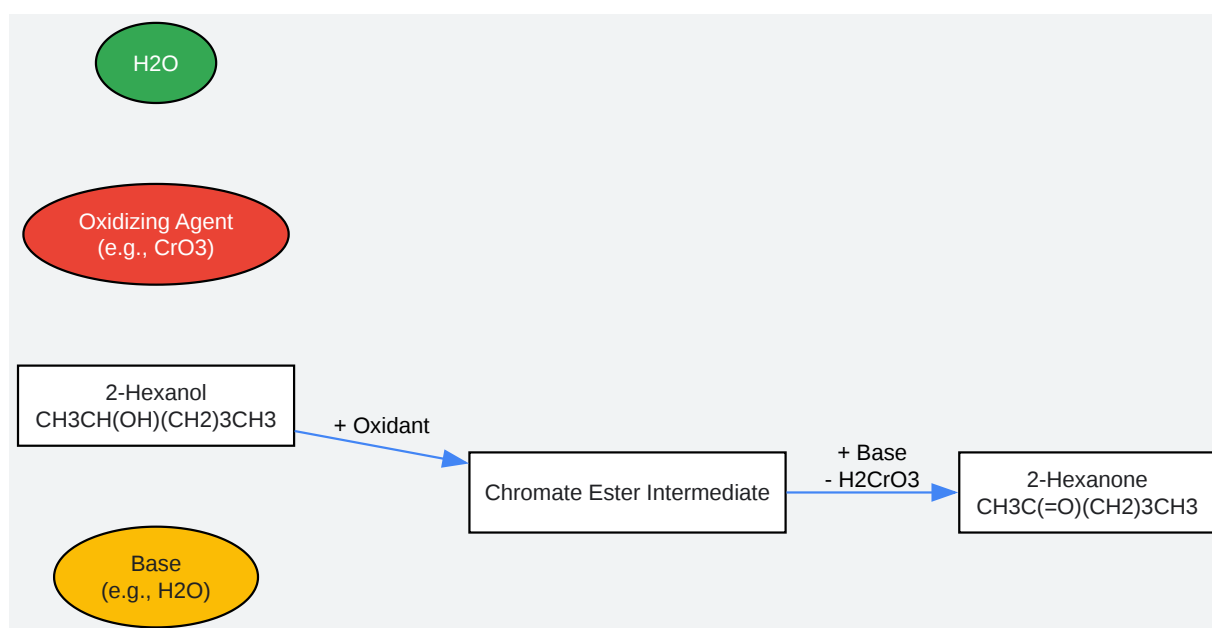 H2O
Oxidizing Agent
(e.g., CrO3)
2-Hexanol
CH3CH(OH)(CH2)3CH3
+ Oxidant
Chromate Ester Intermediate
+ Base
- H2CrO3
2-Hexanone
CH3C(=O)(CH2)3CH3
Base
(e.g., H2O)